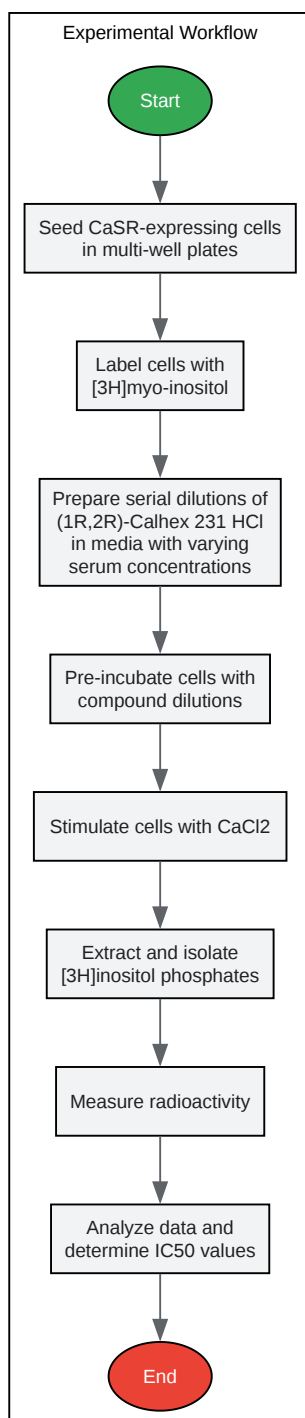 Experimental Workflow
Start
Seed CaSR-expressing cells
in multi-well plates
Label cells with
[3H]myo-inositol
Prepare serial dilutions of
(1R,2R)-Calhex 231 HCl
in media with varying
serum concentrations
Pre-incubate cells with
compound dilutions
Stimulate cells with CaCl2
Extract and isolate
[3H]inositol phosphates
Measure radioactivity
Analyze data and
determine IC50 values
End